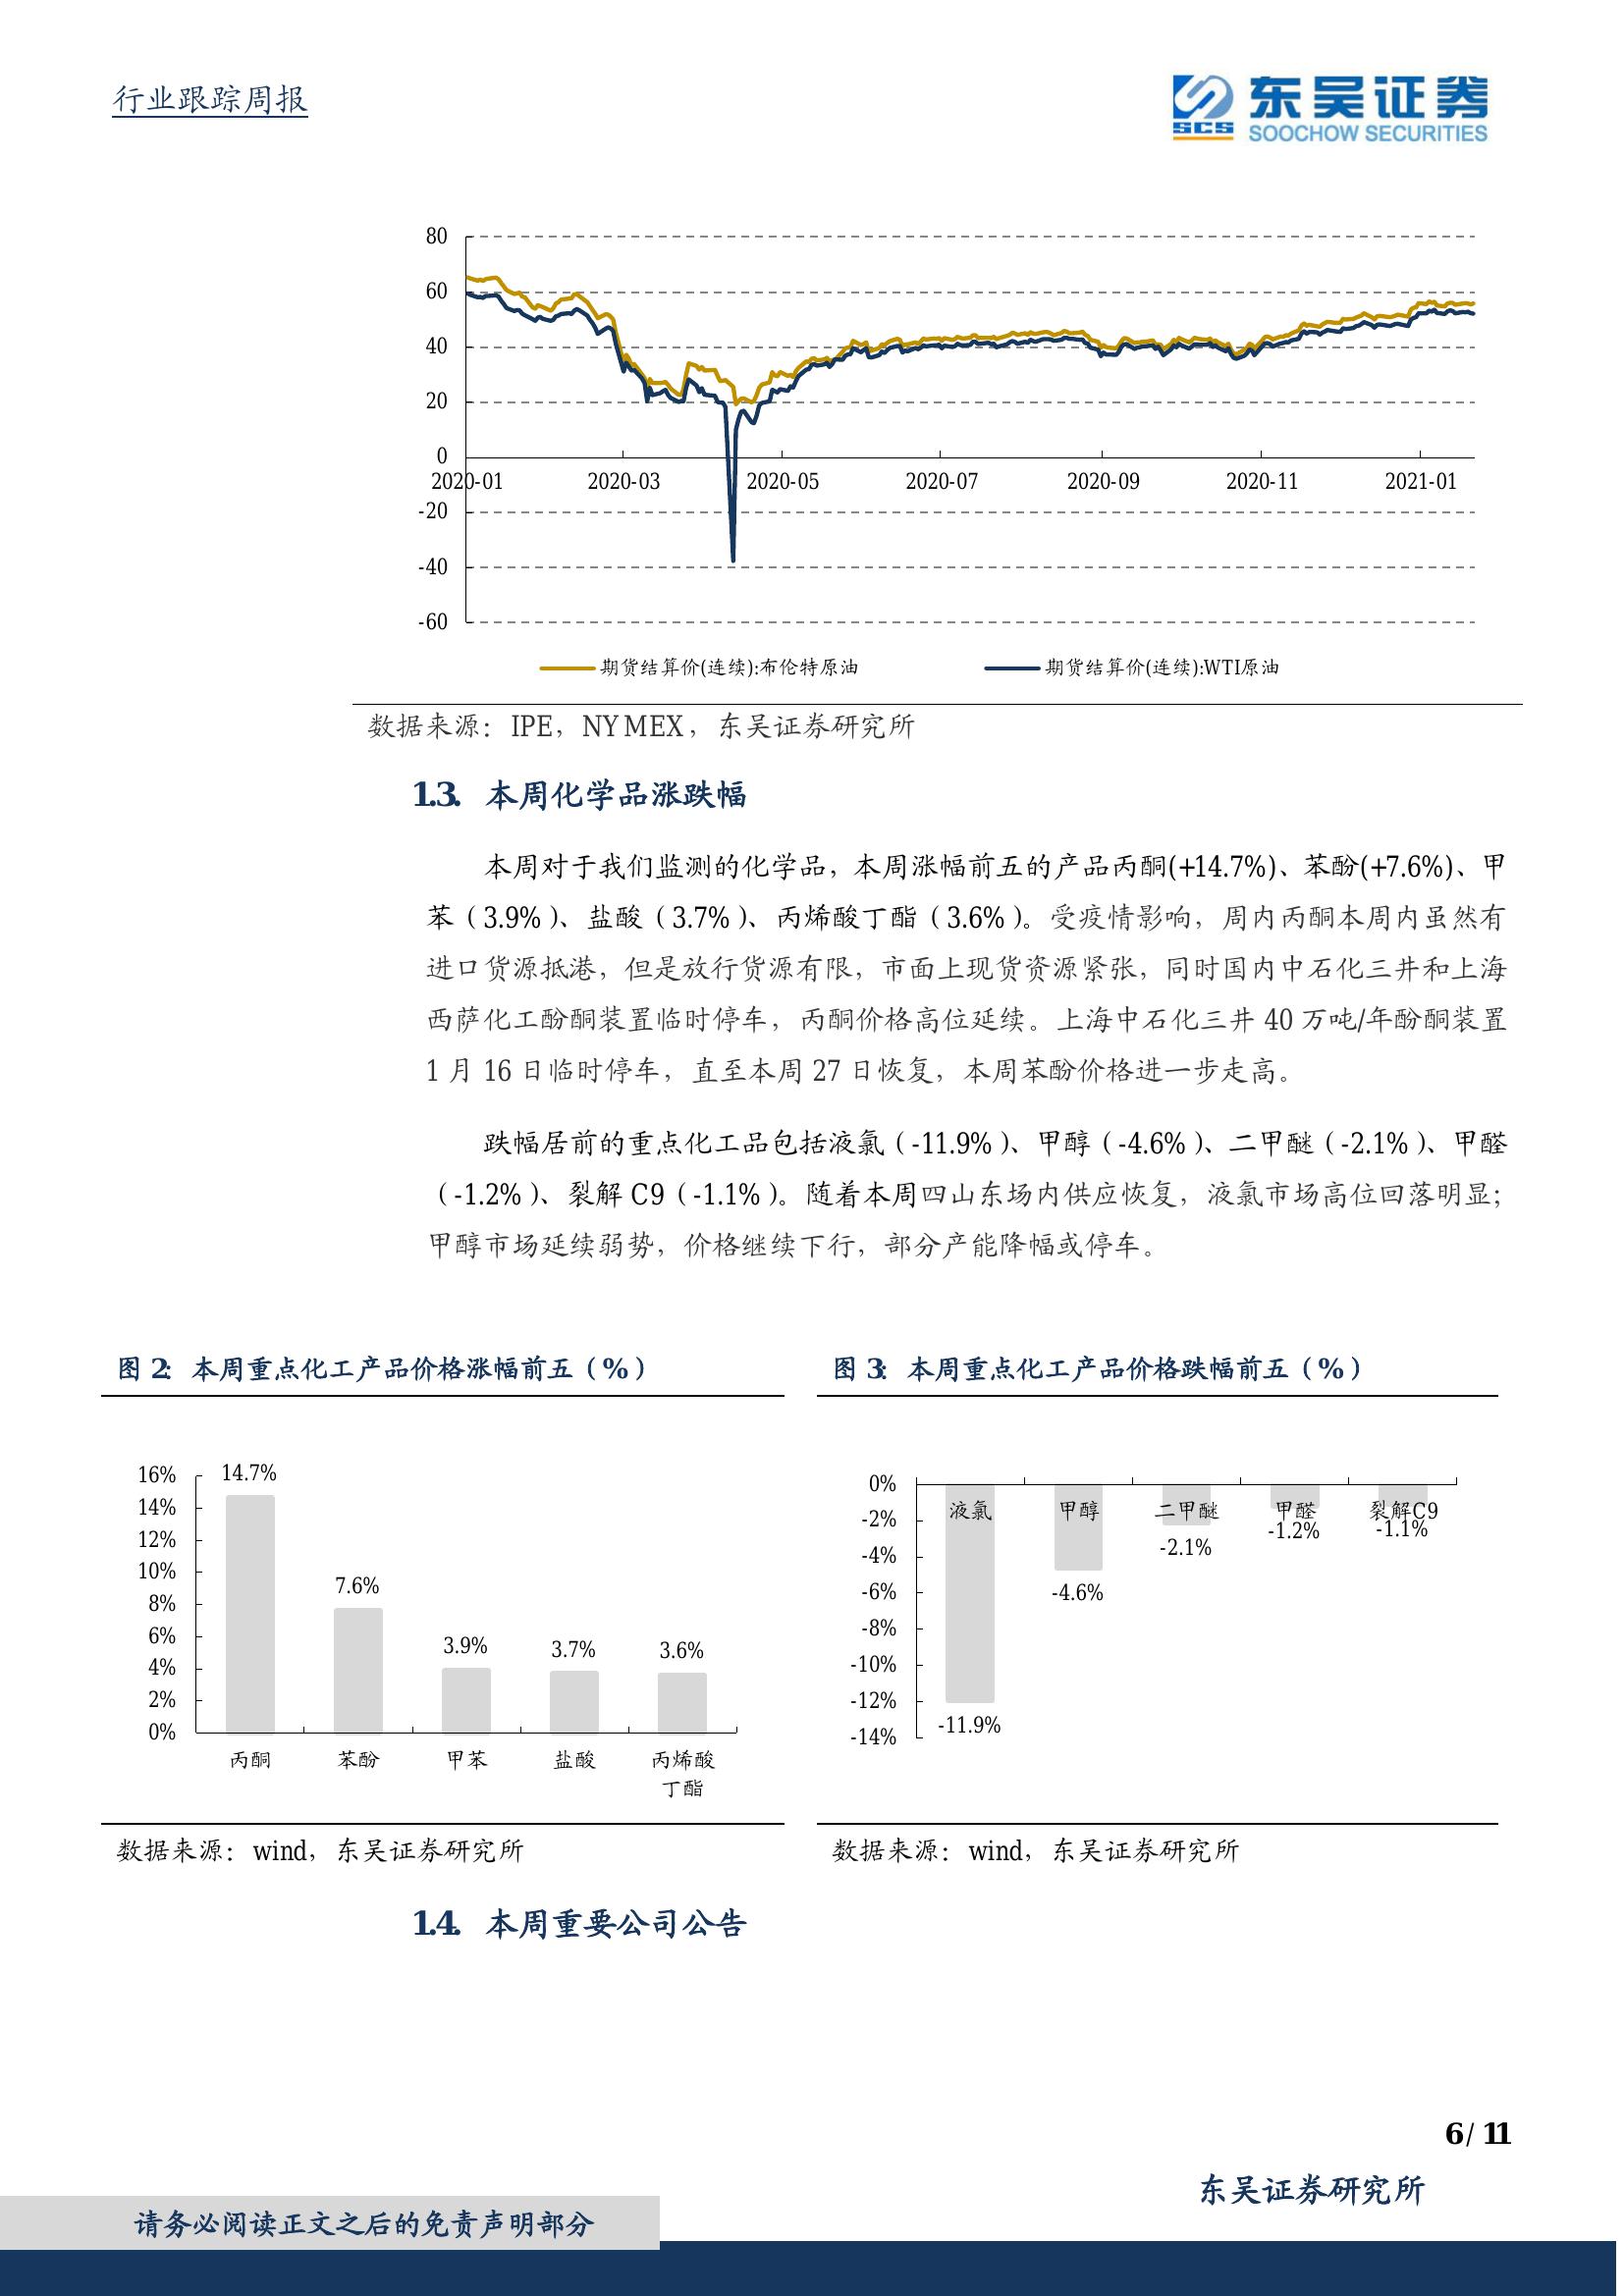 行业跟踪周报
东吴证券
SCS
SOOCHOW SECURITIES
80
60
40
20
0
2020-01 2020-03 2020-05 2020-07 2020-09 2020-11 2021-01
-20
-40
-60
期货结算价(连续):布伦特原油 期货结算价(连续):WTI原油
数据来源：IPE，NYMEX，东吴证券研究所
1.3. 本周化学品涨跌幅
本周对于我们监测的化学品，本周涨幅前五的产品丙酮(+14.7%)、苯酚(+7.6%)、甲
苯（3.9%）、盐酸（3.7%）、丙烯酸丁酯（3.6%）。受疫情影响，周内丙酮本周内虽然有
进口货源抵港，但是放行货源有限，市面上现货资源紧张，同时国内中石化三井和上海
西萨化工酚酮装置临时停车，丙酮价格高位延续。上海中石化三井 40 万吨/年酚酮装置
1 月 16 日临时停车，直至本周 27 日恢复，本周苯酚价格进一步走高。
跌幅居前的重点化工品包括液氯（-11.9%）、甲醇（-4.6%）、二甲醚（-2.1%）、甲醛
（-1.2%）、裂解 C9（-1.1%）。随着本周四山东场内供应恢复，液氯市场高位回落明显；
甲醇市场延续弱势，价格继续下行，部分产能降幅或停车。
图 2： 本周重点化工产品价格涨幅前五（%）
16%
14%
12%
10%
8%
6%
4%
2%
0%
14.7%
7.6%
3.9%
3.7%
3.6%
丙酮 苯酚 甲苯 盐酸 丙烯酸
丁酯
数据来源：wind，东吴证券研究所
图 3： 本周重点化工产品价格跌幅前五（%）
0%
-2%
-4%
-6%
-8%
-10%
-12%
-14%
液氯 甲醇 二甲醚 甲醛 裂解C9
-11.9%
-4.6%
-2.1%
-1.2%
-1.1%
数据来源：wind，东吴证券研究所
1.4. 本周重要公司公告
6 / 11
东吴证券研究所
请务必阅读正文之后的免责声明部分